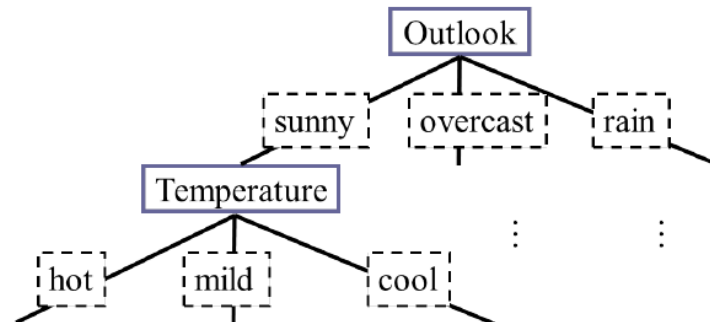 Outlook
sunny overcast rain
Temperature
⋮ ⋮
hot mild cool